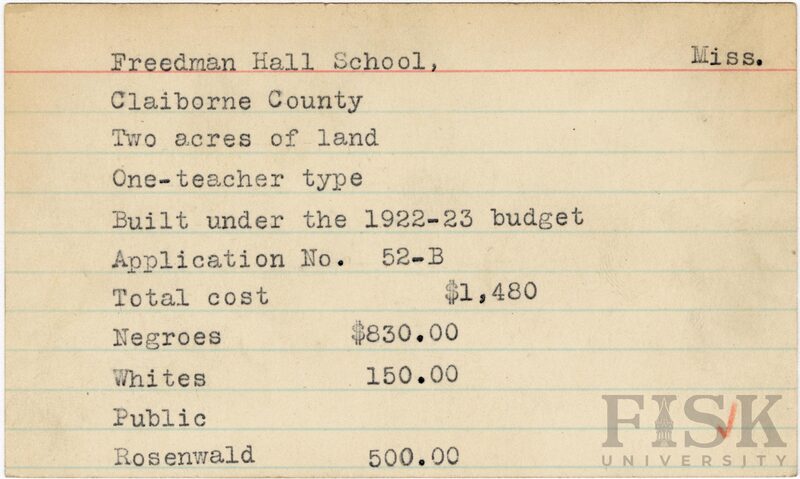 Freedman Hall School, Miss.
Claiborne County
Two acres of land
One-teacher type
Built under the 1922-23 budget
Application No. 52-B
Total cost $1,480
Negroes $830.00
Whites 150.00
Public
Rosenwald 500.00
FISK
UNIVERSITY